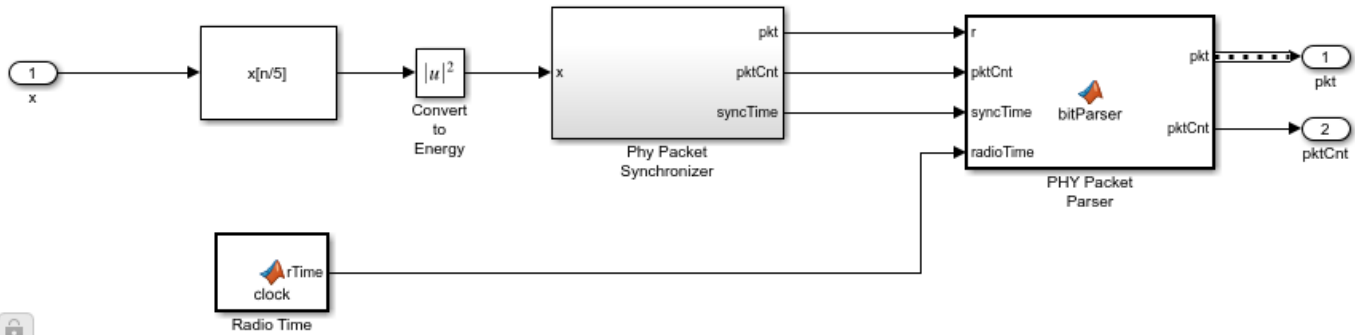 1
x
x[n/5]
|u|²
Convert
to
Energy
x
pkt
pktCnt
syncTime
Phy Packet
Synchronizer
r
pktCnt
syncTime
radioTime
bitParser
pkt
pktCnt
PHY Packet
Parser
1
pkt
2
pktCnt
rTime
clock
Radio Time